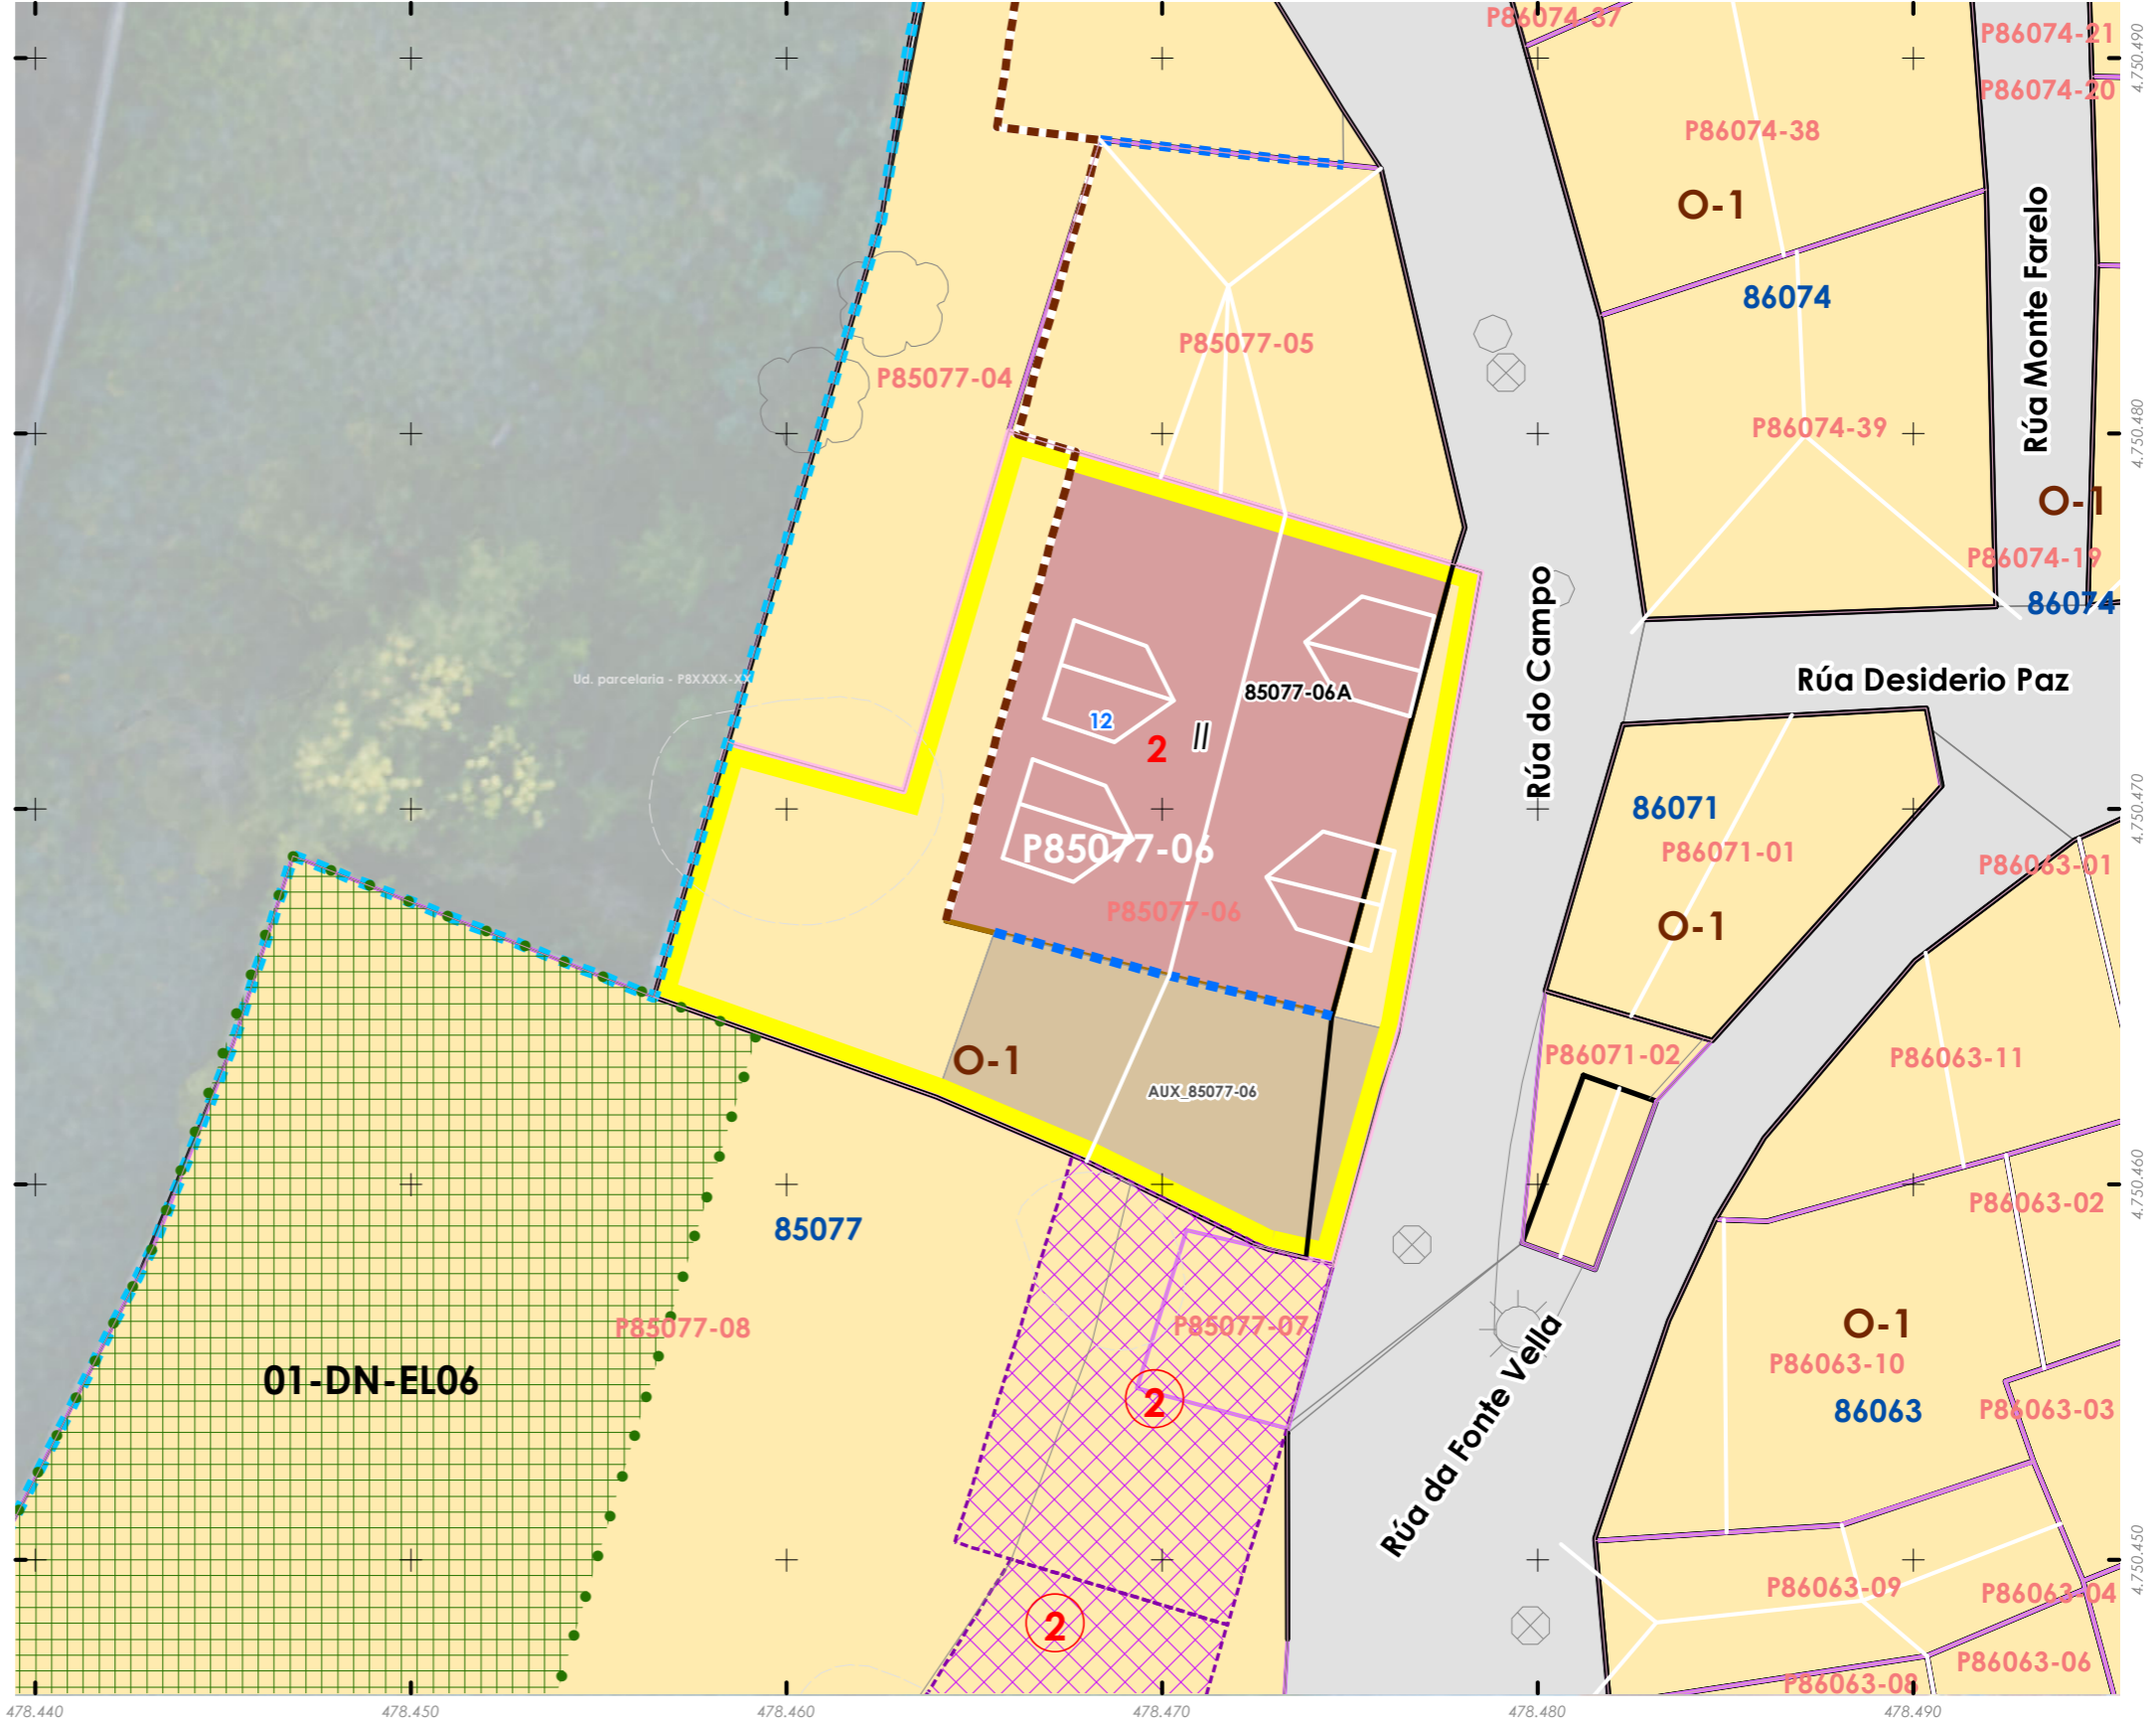 P86074-37
P86074-21
4.750.490
P86074-20
P86074-38
O-1
Rúa Monte Farelo
86074
P85077-05
P85077-04
P86074-39
4.750.480
O-1
P86074-19
86074
Rúa do Campo
Ud. parcelaria - P8XXXX-XX
Rúa Desiderio Paz
85077-06A
12
2
II
86071
4.750.470
P85077-06
P86071-01
P86063-01
P85077-06
O-1
O-1
P86071-02
P86063-11
AUX_85077-06
4.750.460
P86063-02
85077
P85077-08
P85077-07
O-1
01-DN-EL06
P86063-10
2
Rúa da Fonte Vella
86063
P86063-03
4.750.450
P86063-09
P86063-04
2
P86063-06
P86063-08
478.440
478.450
478.460
478.470
478.480
478.490